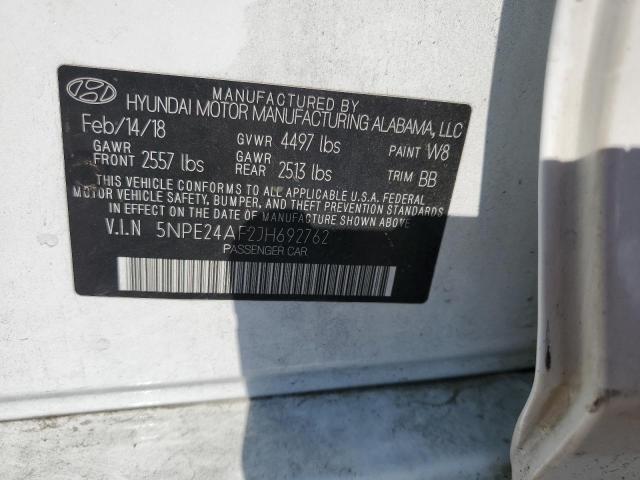 MANUFACTURED BY
HYUNDAI MOTOR MANUFACTURING ALABAMA, LLC
Feb/14/18 GVWR 4497 lbs PAINT W8
GAWR FRONT 2557 lbs GAWR REAR 2513 lbs TRIM BB
THIS VEHICLE CONFORMS TO ALL APPLICABLE U.S.A. FEDERAL
MOTOR VEHICLE SAFETY, BUMPER, AND THEFT PREVENTION STANDARDS
IN EFFECT ON THE DATE OF MANUFACTURE SHOWN ABOVE.
V.I.N 5NPE24AF2JH692762
PASSENGER CAR